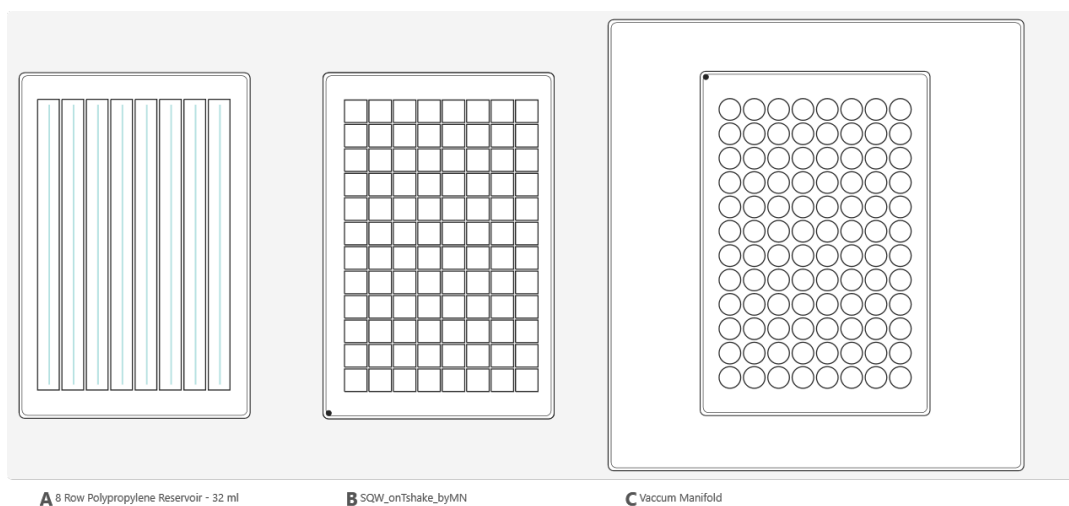 A 8 Row Polypropylene Reservoir - 32 ml
B SQW_onTshake_byMN
C Vaccum Manifold